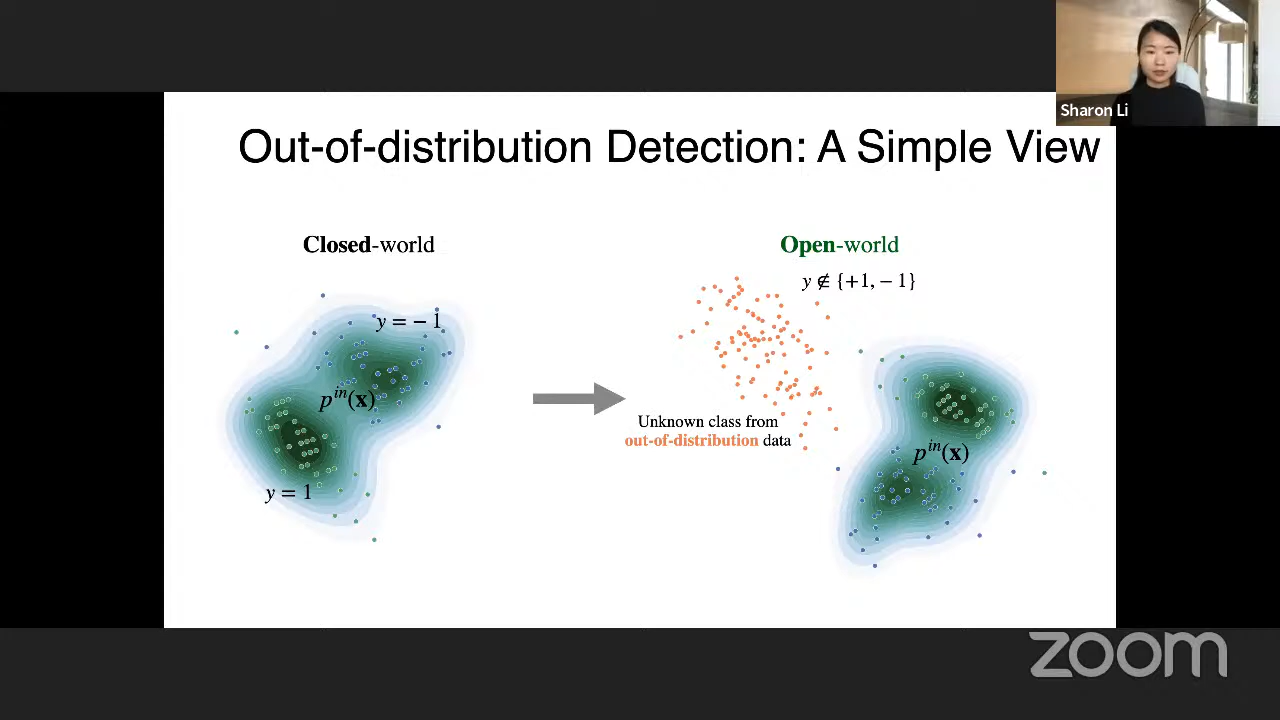 Sharon Li
Out-of-distribution Detection: A Simple View
Closed-world
Open-world
y ∉ {+1, − 1}
y = − 1
p^{in}(x)
y = 1
Unknown class from
out-of-distribution data
p^{in}(x)
zoom